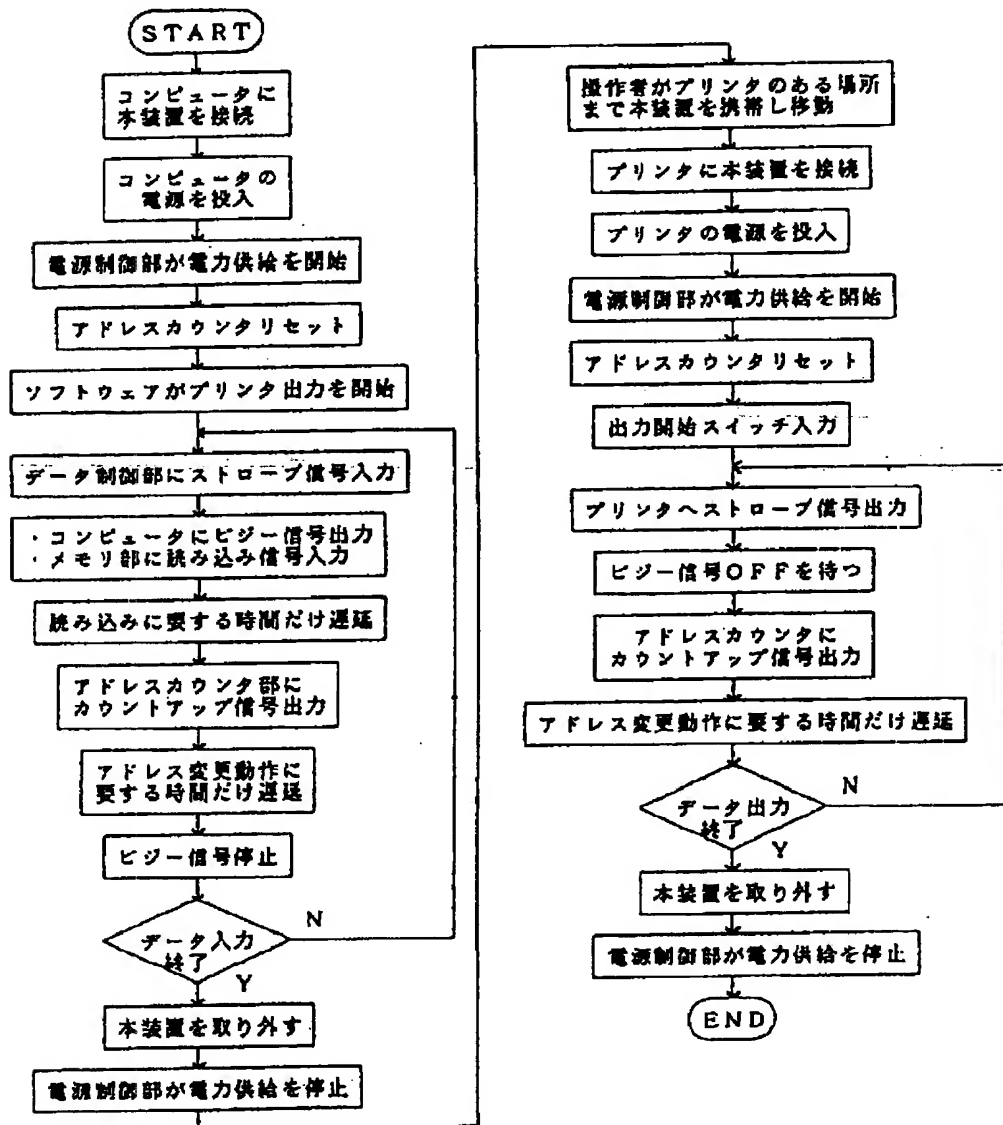 START
コンピュータに
本装置を接続
コンピュータの
電源を投入
電源制御部が電力供給を開始
アドレスカウンタリセット
ソフトウェアがプリンタ出力を開始
データ制御部にストローブ信号入力
・コンピュータにビジー信号出力
・メモリ部に読み込み信号入力
読み込みに要する時間だけ遅延
アドレスカウンタ部に
カウントアップ信号出力
アドレス変更動作に
要する時間だけ遅延
ビジー信号停止
データ入力
終了
N
Y
本装置を取り外す
電源制御部が電力供給を停止
操作者がプリンタのある場所
まで本装置を携帯し移動
プリンタに本装置を接続
プリンタの電源を投入
電源制御部が電力供給を開始
アドレスカウンタリセット
出力開始スイッチ入力
プリンタへストローブ信号出力
ビジー信号OFFを待つ
アドレスカウンタに
カウントアップ信号出力
アドレス変更動作に要する時間だけ遅延
データ出力
終了
N
Y
本装置を取り外す
電源制御部が電力供給を停止
END